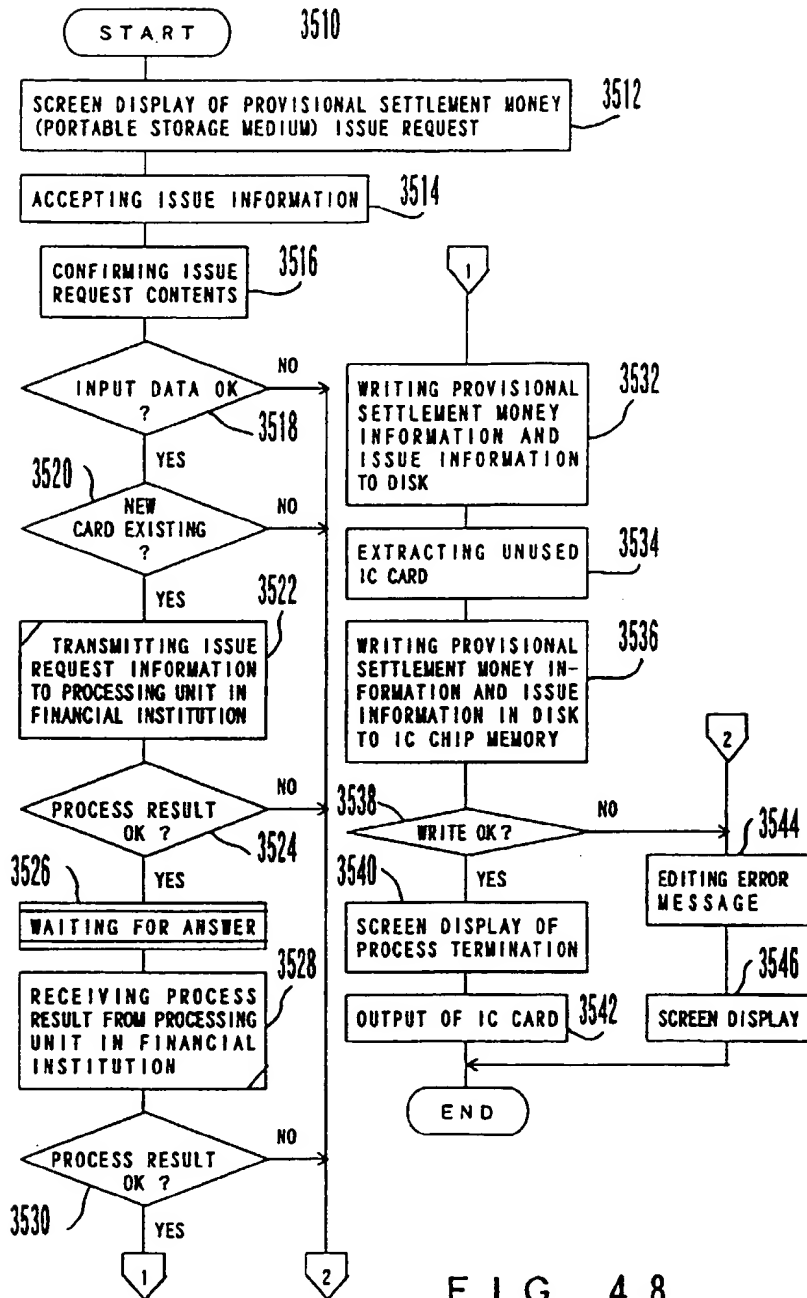 START
3510
SCREEN DISPLAY OF PROVISIONAL SETTLEMENT MONEY
(PORTABLE STORAGE MEDIUM) ISSUE REQUEST
3512
ACCEPTING ISSUE INFORMATION
3514
CONFIRMING ISSUE
REQUEST CONTENTS
3516
INPUT DATA OK
?
3518
NO
YES
3520
NEW
CARD EXISTING
?
NO
YES
3522
TRANSMITTING ISSUE
REQUEST INFORMATION
TO PROCESSING UNIT IN
FINANCIAL INSTITUTION
PROCESS RESULT
OK ?
3524
NO
YES
3526
WAITING FOR ANSWER
3528
RECEIVING PROCESS
RESULT FROM PROCESSING
UNIT IN FINANCIAL
INSTITUTION
PROCESS RESULT
OK ?
3530
NO
YES
1
2
1
WRITING PROVISIONAL
SETTLEMENT MONEY
INFORMATION AND
ISSUE INFORMATION
TO DISK
3532
EXTRACTING UNUSED
IC CARD
3534
WRITING PROVISIONAL
SETTLEMENT MONEY IN-
FORMATION AND ISSUE
INFORMATION IN DISK
TO IC CHIP MEMORY
3536
2
3538
WRITE OK?
NO
YES
3540
SCREEN DISPLAY OF
PROCESS TERMINATION
OUTPUT OF IC CARD
3542
3544
EDITING ERROR
MESSAGE
3546
SCREEN DISPLAY
END
FIG. 48